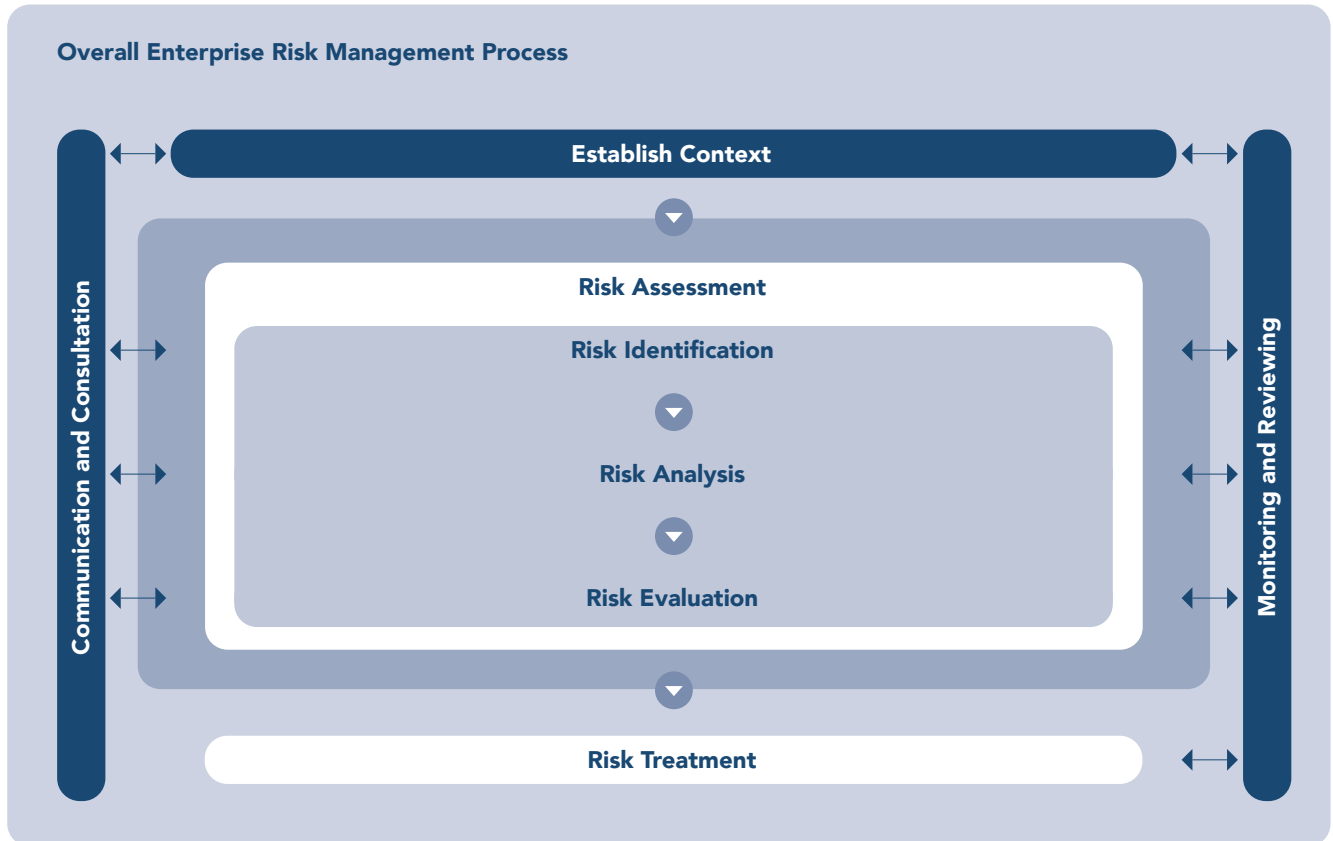 Overall Enterprise Risk Management Process
Establish Context
Communication and Consultation
Risk Assessment
Risk Identification
Risk Analysis
Risk Evaluation
Monitoring and Reviewing
Risk Treatment